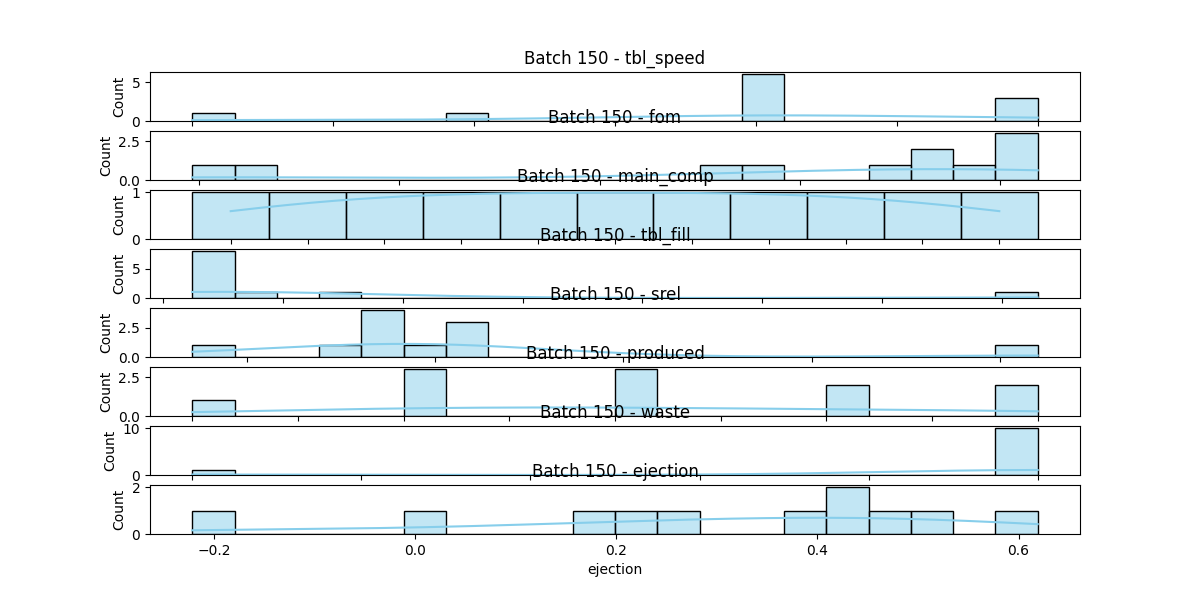 Batch 150 - tbl_speed
Count
5
0
Batch 150 - fom
Count
2.5
0.0
Batch 150 - main_comp
Count
1
0
Batch 150 - tbl_fill
Count
5
0
Batch 150 - srel
Count
2.5
0.0
Batch 150 - produced
Count
2.5
0.0
Batch 150 - waste
Count
10
0
Batch 150 - ejection
Count
2
0
−0.2 0.0 0.2 0.4 0.6
ejection